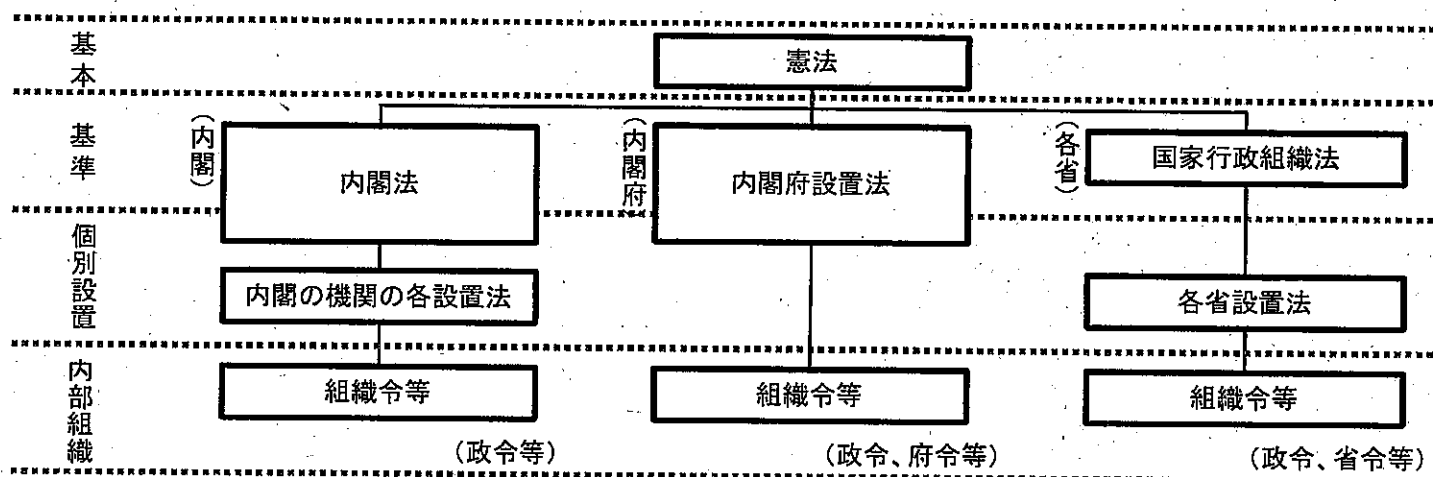 基本
憲法
基準
（内閣）
内閣法
（内閣府）
内閣府設置法
（各省）
国家行政組織法
個別設置
内閣の機関の各設置法
各省設置法
内部組織
組織令等
組織令等
組織令等
（政令等）
（政令、府令等）
（政令、省令等）